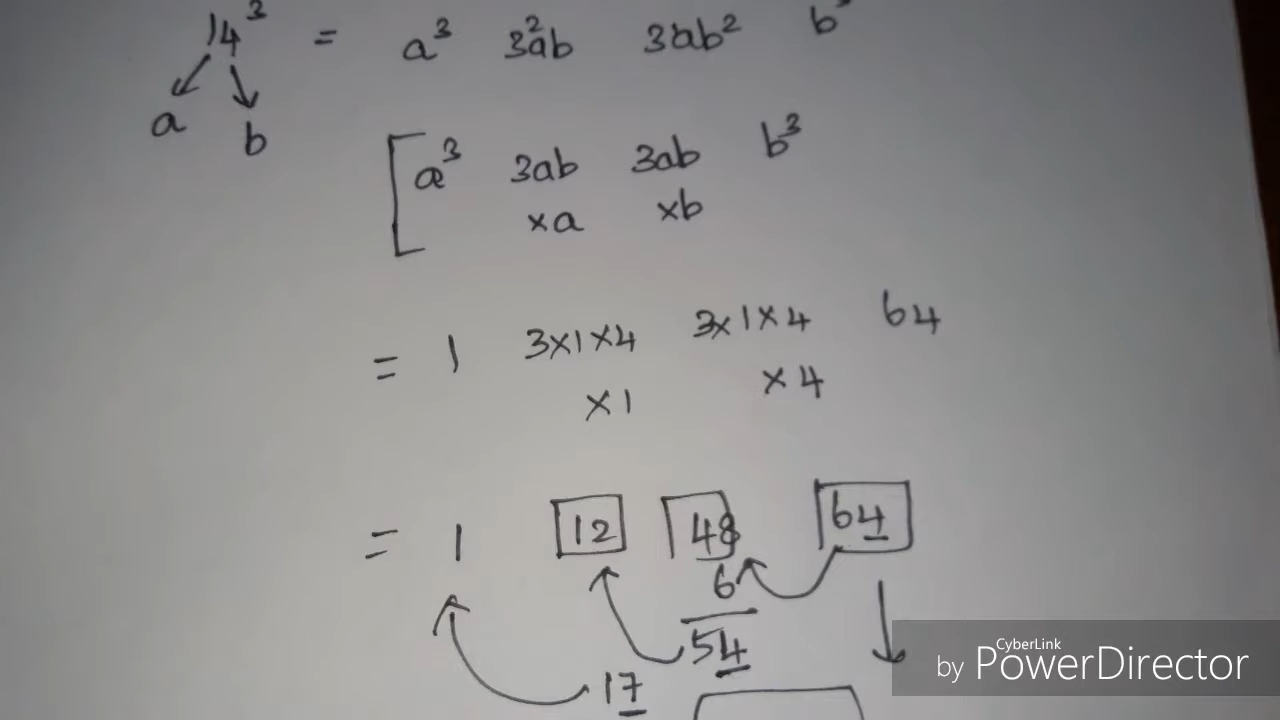 14³ = a³ 3a²b 3ab² b³
a b
[ a³ 3ab 3ab b³
×a ×b
= 1 3×1×4 3×1×4 64
×1 ×4
= 1 12 48 64
6
54
17
CyberLink
by PowerDirector